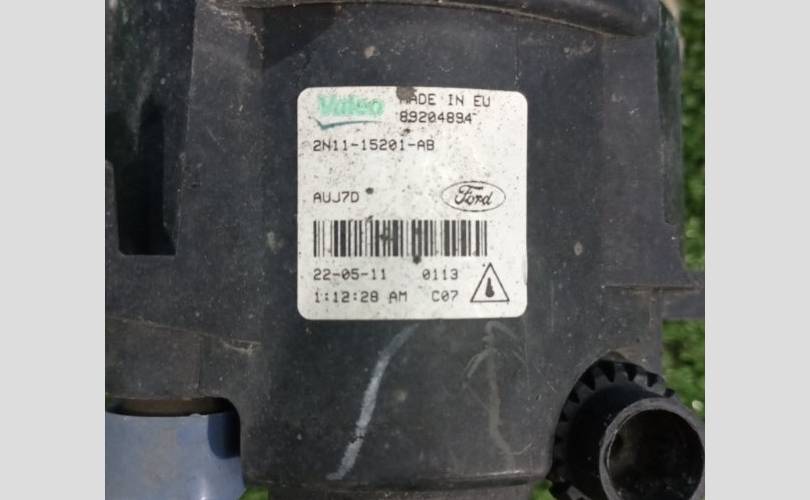 Valeo MADE IN EU
89204894
2N11-15201-AB
AUJ7D Ford
22-05-11 0113
1:12:28 AM C07